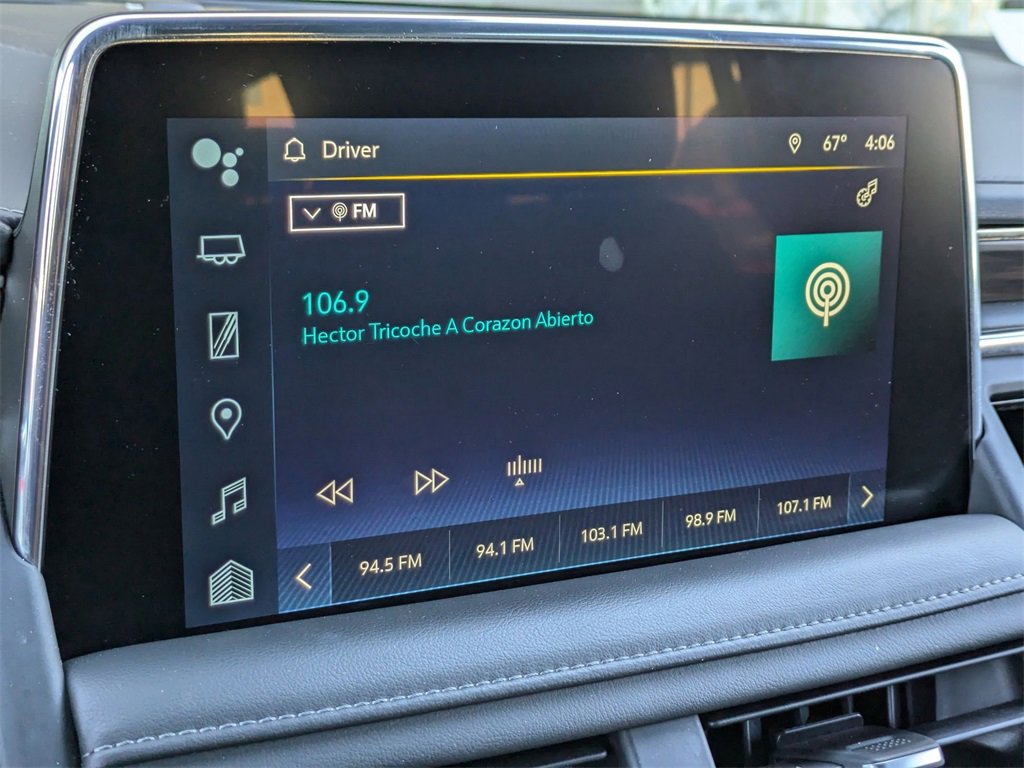 Driver
67° 4:06
FM
106.9
Hector Tricoche A Corazon Abierto
94.5 FM 94.1 FM 103.1 FM 98.9 FM 107.1 FM